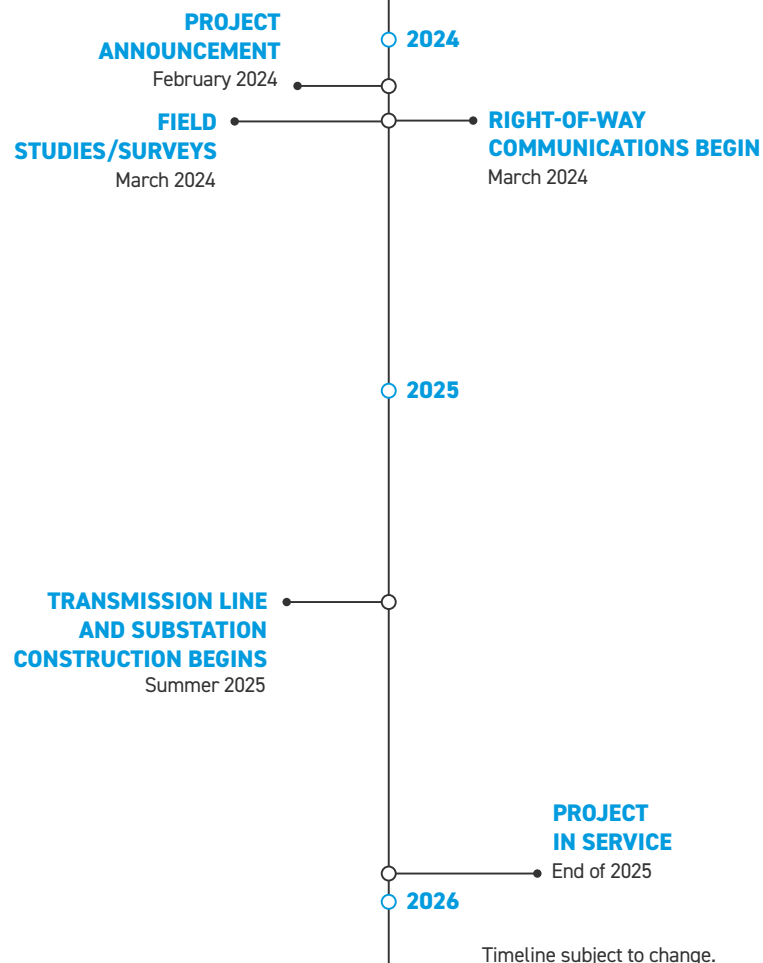 PROJECT
ANNOUNCEMENT
February 2024
2024
FIELD
STUDIES/SURVEYS
March 2024
RIGHT-OF-WAY
COMMUNICATIONS BEGIN
March 2024
2025
TRANSMISSION LINE
AND SUBSTATION
CONSTRUCTION BEGINS
Summer 2025
PROJECT
IN SERVICE
End of 2025
2026
Timeline subject to change.